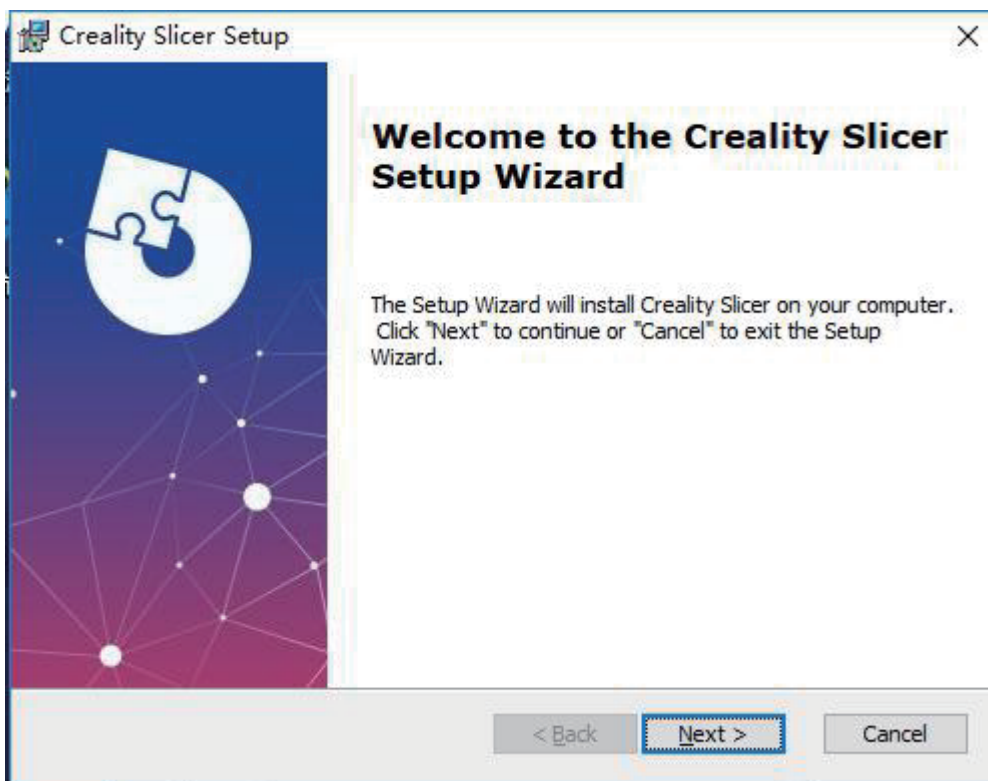 Creality Slicer Setup
Welcome to the Creality Slicer
Setup Wizard
The Setup Wizard will install Creality Slicer on your computer.
Click "Next" to continue or "Cancel" to exit the Setup
Wizard.
< Back
Next >
Cancel